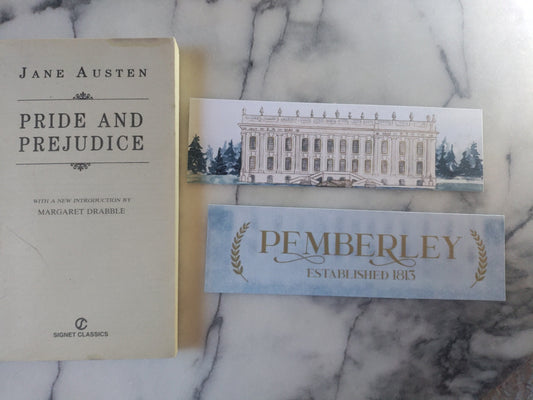 JANE AUSTEN
PRIDE AND
PREJUDICE
WITH A NEW INTRODUCTION BY
MARGARET DRABBLE
SIGNET CLASSICS
PEMBERLEY
ESTABLISHED 1813